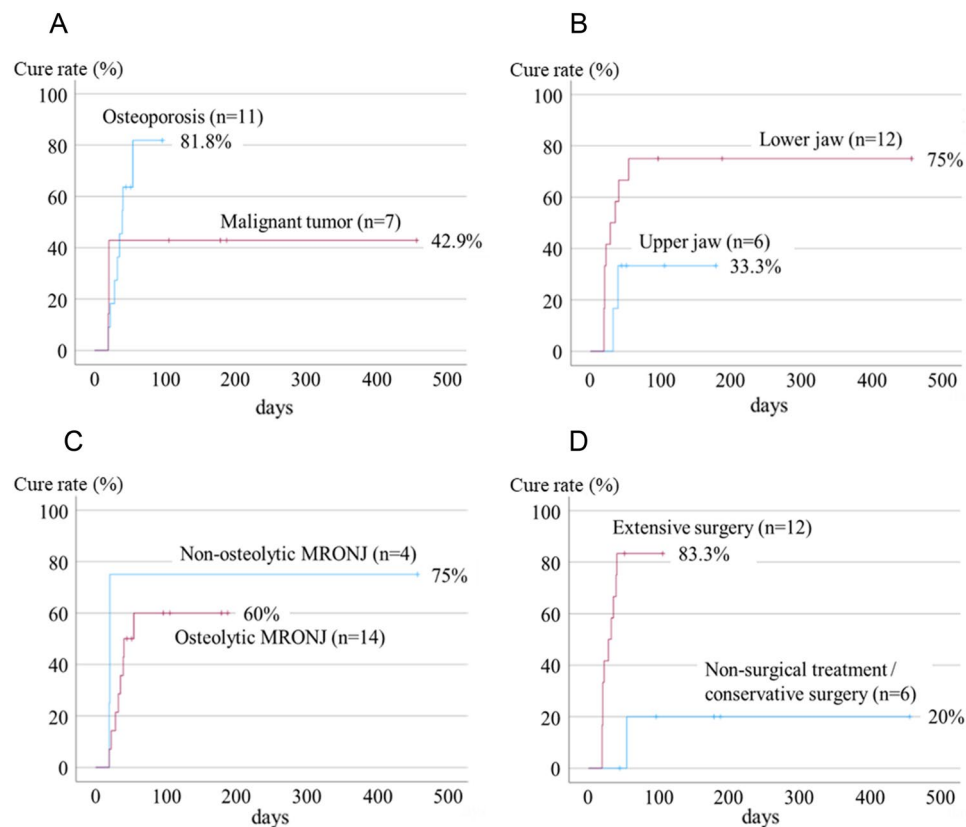 A
Cure rate (%)
100
80
60
40
20
0
Osteoporosis (n=11)
81.8%
Malignant tumor (n=7)
42.9%
0 100 200 300 400 500
days
B
Cure rate (%)
100
80
60
40
20
0
Lower jaw (n=12)
75%
Upper jaw (n=6)
33.3%
0 100 200 300 400 500
days
C
Cure rate (%)
100
80
60
40
20
0
Non-osteolytic MRONJ (n=4)
75%
60%
Osteolytic MRONJ (n=14)
0 100 200 300 400 500
days
D
Cure rate (%)
100
80
60
40
20
0
Extensive surgery (n=12)
83.3%
Non-surgical treatment /
conservative surgery (n=6)
20%
0 100 200 300 400 500
days